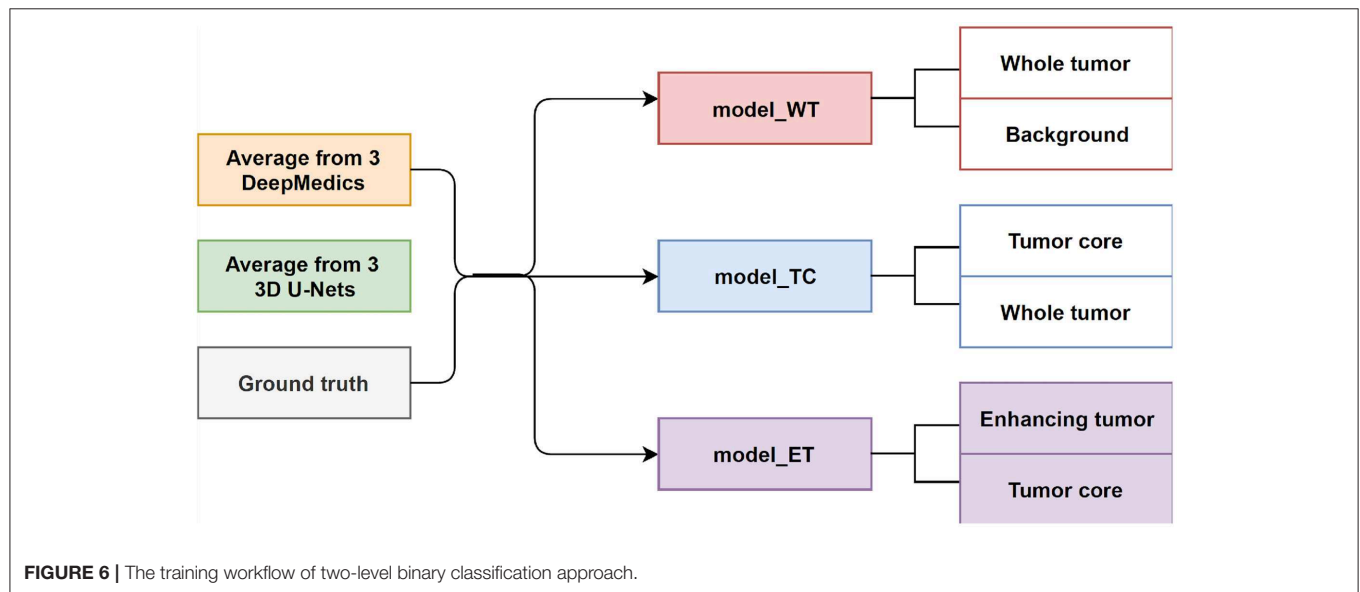 Average from 3
DeepMedics
Average from 3
3D U-Nets
Ground truth
model_WT
model_TC
model_ET
Whole tumor
Background
Tumor core
Whole tumor
Enhancing tumor
Tumor core
FIGURE 6 | The training workflow of two-level binary classification approach.